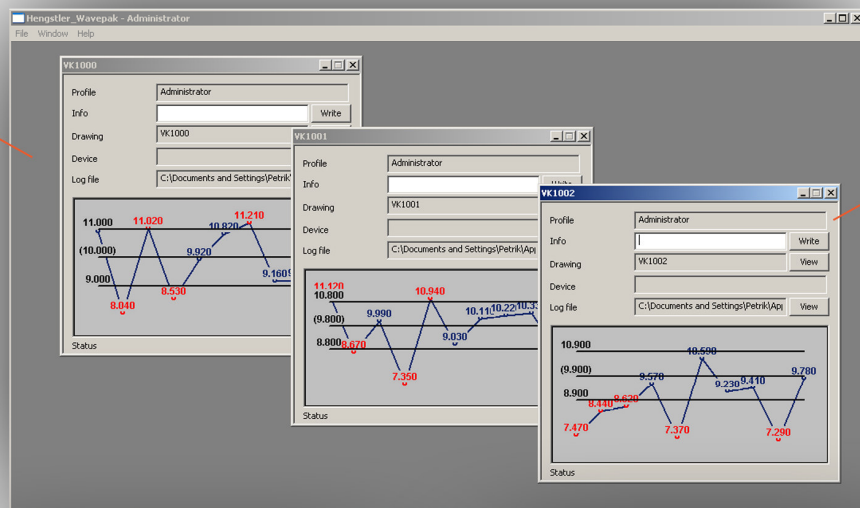 Hengstler_Wavepak - Administrator
File Window Help
VK1000
Profile Administrator
Info Write
Drawing VK1000
Device
Log file C:\Documents and Settings\Petrik\
11.000
(10.000)
9.000
8.040
11.020
8.530
9.920
10.820
11.210
9.160
Status
VK1001
Profile Administrator
Info
Drawing VK1001
Device
Log file C:\Documents and Settings\Petrik\Ap
11.120
10.800
(9.800)
8.800
8.670
9.990
7.350
10.940
9.030
10.110
10.220
Status
VK1002
Profile Administrator
Info Write
Drawing VK1002 View
Device
Log file C:\Documents and Settings\Petrik\Ap View
10.900
(9.900)
8.900
7.470
8.440
8.620
9.570
7.370
10.590
9.230
9.410
7.290
9.780
Status